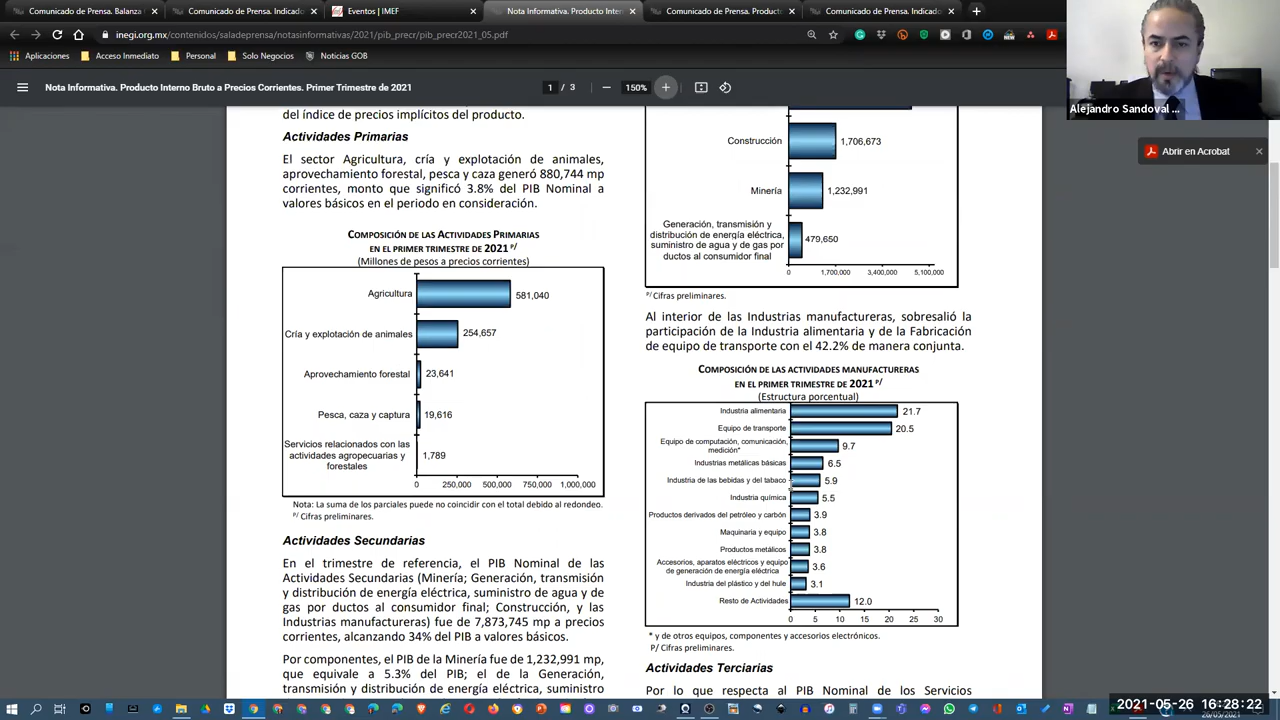 Comunicado de Prensa. Balanza
Comunicado de Prensa. Indicado
Eventos | IMEF
Nota Informativa. Producto Inter
Comunicado de Prensa. Producto
Comunicado de Prensa. Indicado
inegi.org.mx/contenidos/saladeprensa/notasinformativas/2021/pib_precr/pib_precr2021_05.pdf
Aplicaciones
Acceso Inmediato
Personal
Solo Negocios
Noticias GOB
Nota Informativa. Producto Interno Bruto a Precios Corrientes. Primer Trimestre de 2021
1 / 3
150%
Alejandro Sandoval ...
Abrir en Acrobat
del índice de precios implícitos del producto.
Actividades Primarias
El sector Agricultura, cría y explotación de animales,
aprovechamiento forestal, pesca y caza generó 880,744 mp
corrientes, monto que significó 3.8% del PIB Nominal a
valores básicos en el periodo en consideración.
COMPOSICIÓN DE LAS ACTIVIDADES PRIMARIAS
EN EL PRIMER TRIMESTRE DE 2021 p/
(Millones de pesos a precios corrientes)
Agricultura 581,040
Cría y explotación de animales 254,657
Aprovechamiento forestal 23,641
Pesca, caza y captura 19,616
Servicios relacionados con las
actividades agropecuarias y 1,789
forestales
0 250,000 500,000 750,000 1,000,000
Nota: La suma de los parciales puede no coincidir con el total debido al redondeo.
p/ Cifras preliminares.
Actividades Secundarias
En el trimestre de referencia, el PIB Nominal de las
Actividades Secundarias (Minería; Generación, transmisión
y distribución de energía eléctrica, suministro de agua y de
gas por ductos al consumidor final; Construcción, y las
Industrias manufactureras) fue de 7,873,745 mp a precios
corrientes, alcanzando 34% del PIB a valores básicos.
Por componentes, el PIB de la Minería fue de 1,232,991 mp,
que equivale a 5.3% del PIB; el de la Generación,
transmisión y distribución de energía eléctrica, suministro
Construcción 1,706,673
Minería 1,232,991
Generación, transmisión y
distribución de energía eléctrica,
suministro de agua y de gas por
ductos al consumidor final
479,650
0 1,700,000 3,400,000 5,100,000
p/ Cifras preliminares.
Al interior de las Industrias manufactureras, sobresalió la
participación de la Industria alimentaria y de la Fabricación
de equipo de transporte con el 42.2% de manera conjunta.
COMPOSICIÓN DE LAS ACTIVIDADES MANUFACTURERAS
EN EL PRIMER TRIMESTRE DE 2021 p/
(Estructura porcentual)
Industria alimentaria 21.7
Equipo de transporte 20.5
Equipo de computación, comunicación,
medición* 9.7
Industrias metálicas básicas 6.5
Industria de las bebidas y del tabaco 5.9
Industria química 5.5
Productos derivados del petróleo y carbón 3.9
Maquinaria y equipo 3.8
Productos metálicos 3.8
Accesorios, aparatos eléctricos y equipo
de generación de energía eléctrica 3.6
Industria del plástico y del hule 3.1
Resto de Actividades 12.0
0 5 10 15 20 25 30
* y de otros equipos, componentes y accesorios electrónicos.
P/ Cifras preliminares.
Actividades Terciarias
Por lo que respecta al PIB Nominal de los Servicios
2021-05-26 16:28:22
26/05/2021